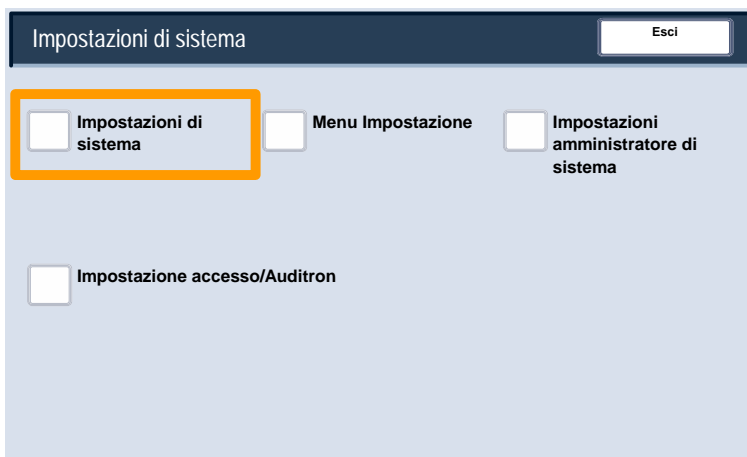 Impostazioni di sistema
Esci
Impostazioni di
sistema
Menu Impostazione
Impostazioni
amministratore di
sistema
Impostazione accesso/Auditron